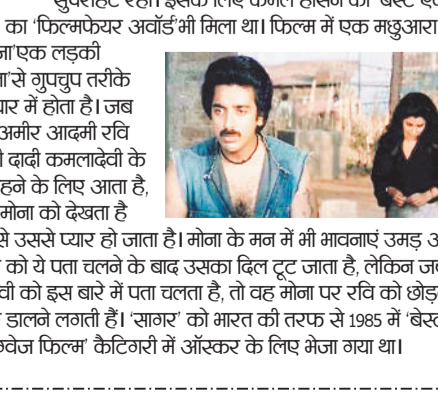 सुपरहिट रही। इसके लिए कमल हासन को 'बेस्ट
का 'फिल्मफेयर अवॉर्ड'भी मिला था। फिल्म में एक मछुआरा
एक लड़की
से गुपचुप तरीके
यार में होता है। जब
अमीर आदमी रवि
दादी कमलादेवी के
हने के लिए आता है,
मोना को देखता है
से उससे प्यार हो जाता है। मोना के मन में भी भावनाएं उमड़
को ये पता चलने के बाद उसका दिल टूट जाता है, लेकिन
वी को इस बारे में पता चलता है, तो वह मोना पर रवि को छोड़
डालने लगती हैं। 'सागर' को भारत की तरफ से 1985 में 'बेस्ट
ग्वेज फिल्म' कैटिगरी में ऑस्कर के लिए भेजा गया था।